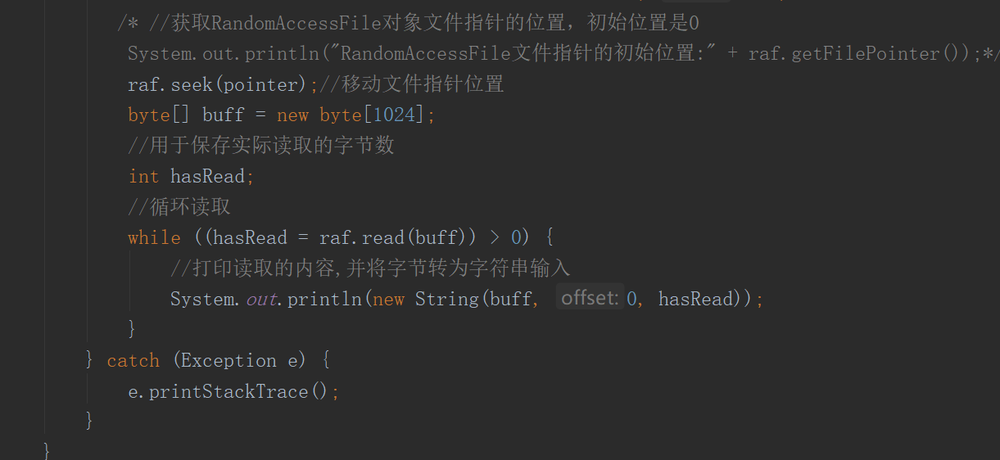 /* //获取RandomAccessFile对象文件指针的位置，初始位置是0
System.out.println("RandomAccessFile文件指针的初始位置:" + raf.getFilePointer());*/
raf.seek(pointer);//移动文件指针位置
byte[] buff = new byte[1024];
//用于保存实际读取的字节数
int hasRead;
//循环读取
while ((hasRead = raf.read(buff)) > 0) {
//打印读取的内容,并将字节转为字符串输入
System.out.println(new String(buff, offset: 0, hasRead));
}
} catch (Exception e) {
e.printStackTrace();
}
}